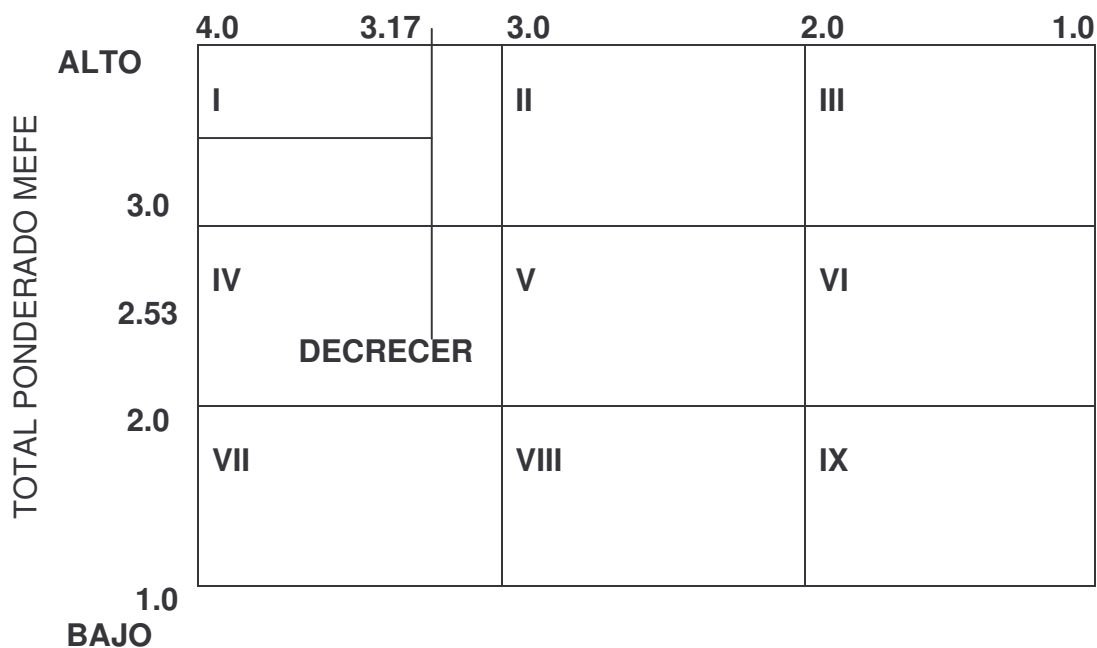 4.0 3.17 3.0 2.0 1.0
ALTO
I II III
TOTAL PONDERADO MEFE
3.0
IV V VI
2.53
DECRECER
2.0
VII VIII IX
1.0
BAJO